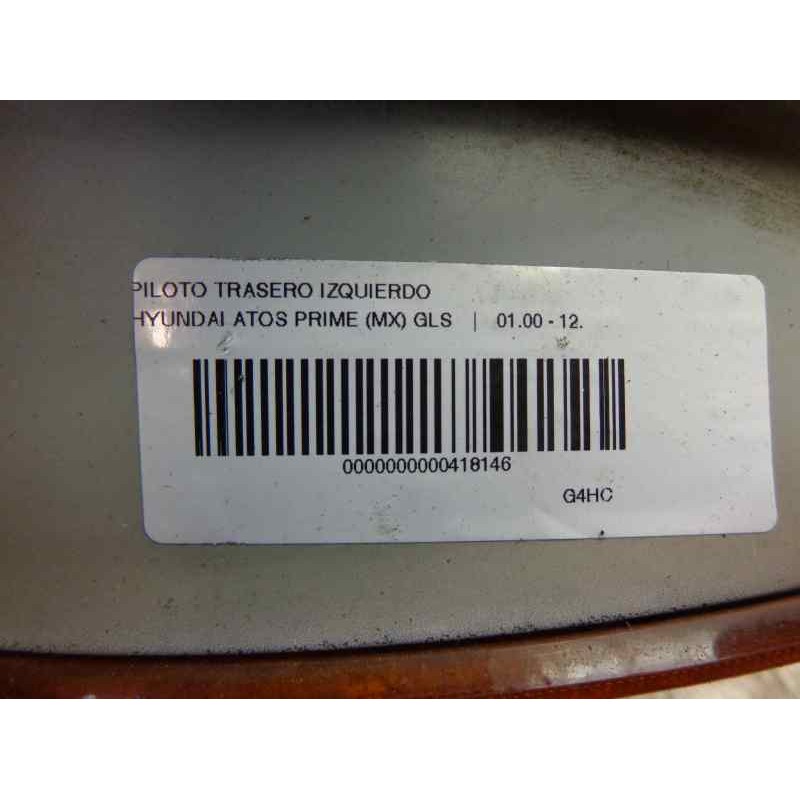 PILOTO TRASERO IZQUIERDO
HYUNDAI ATOS PRIME (MX) GLS | 01.00 - 12.
0000000000418146
G4HC